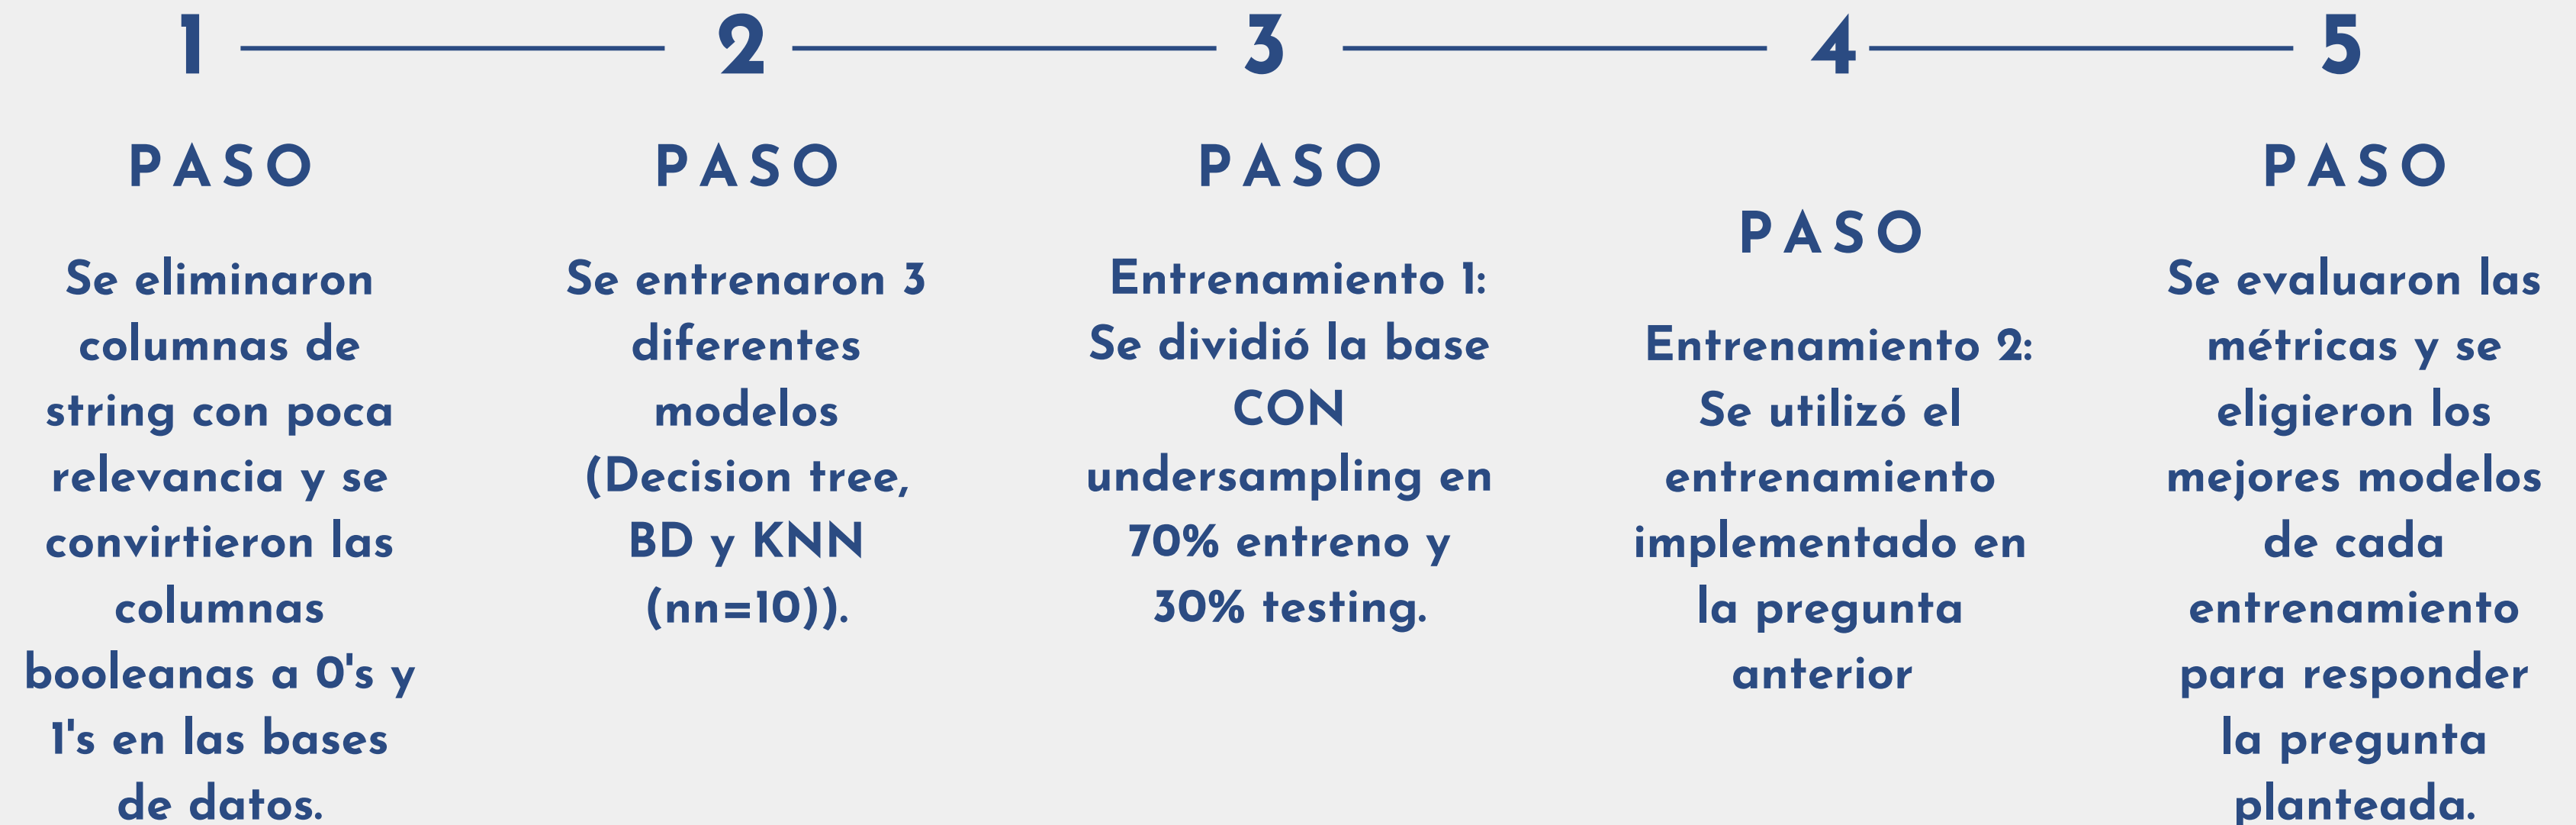 1
PASO
Se eliminaron
columnas de
string con poca
relevancia y se
convirtieron las
columnas
booleanas a 0's y
1's en las bases
de datos.
2
PASO
Se entrenaron 3
diferentes
modelos
(Decision tree,
BD y KNN
(nn=10)).
3
PASO
Entrenamiento 1:
Se dividió la base
CON
undersampling en
70% entreno y
30% testing.
4
PASO
Entrenamiento 2:
Se utilizó el
entrenamiento
implementado en
la pregunta
anterior
5
PASO
Se evaluaron las
métricas y se
eligieron los
mejores modelos
de cada
entrenamiento
para responder
la pregunta
planteada.